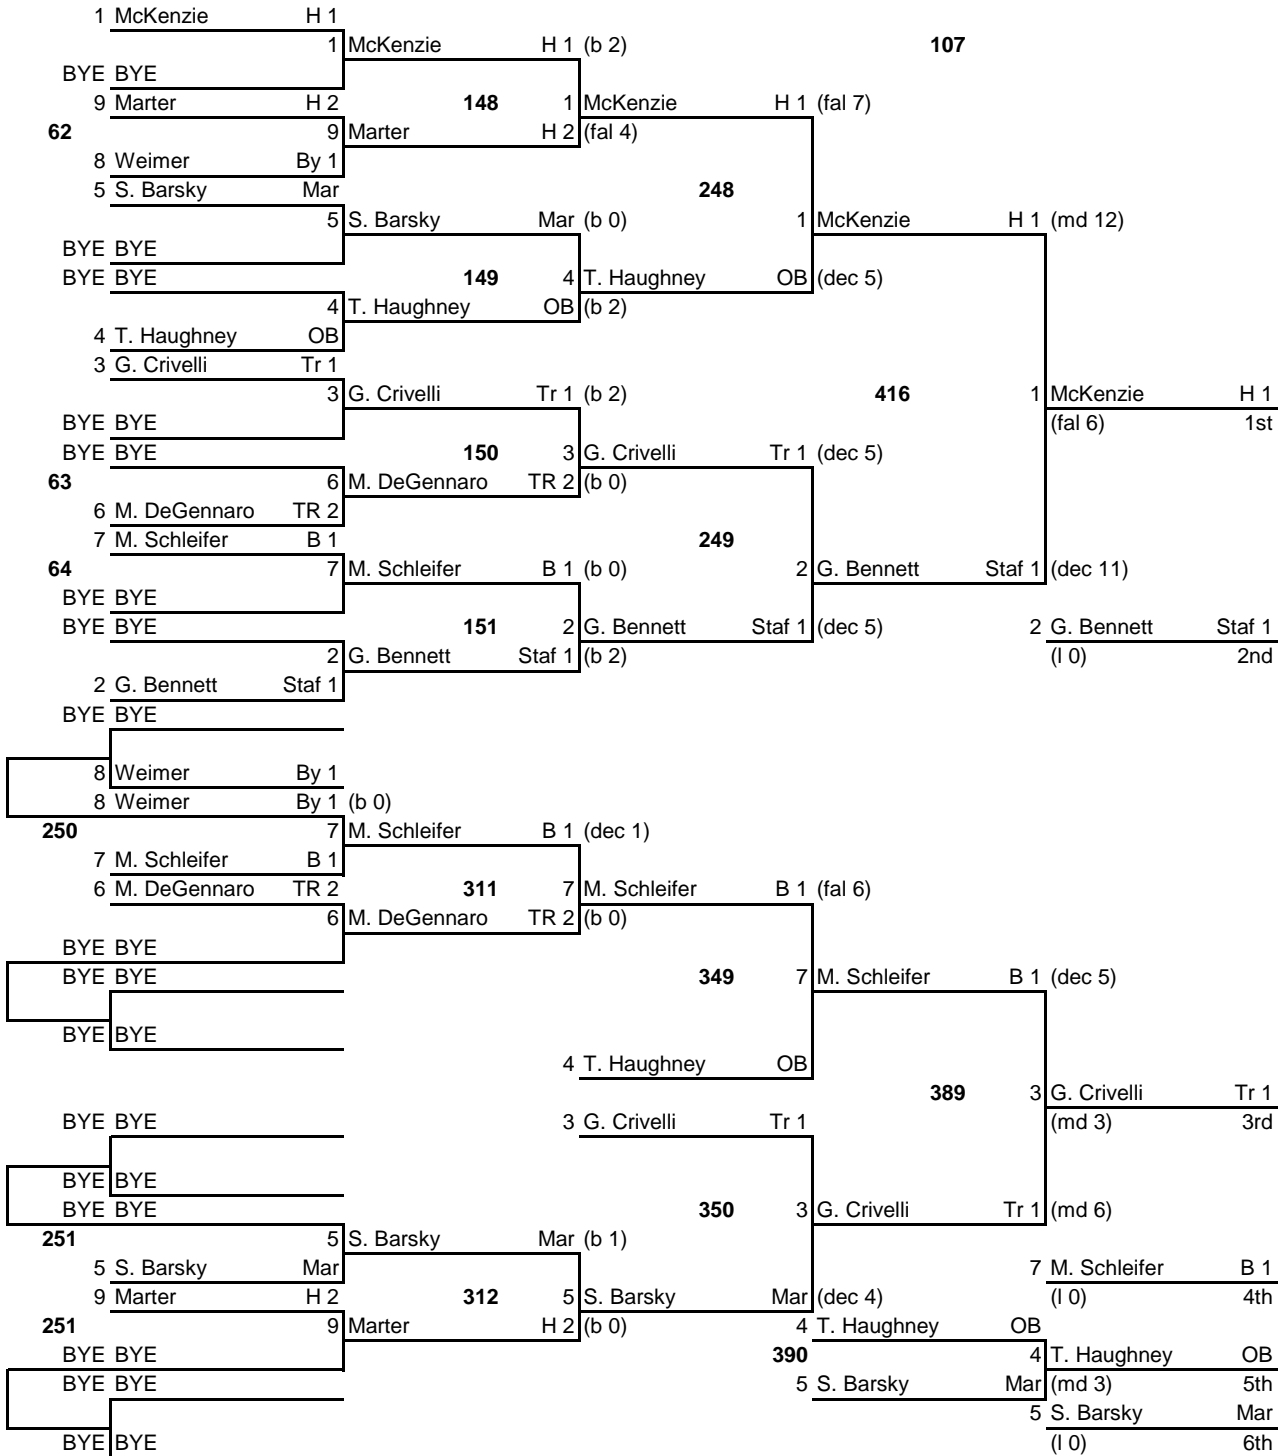 1 McKenzie H 1
1 McKenzie H 1 (b 2) 107
BYE BYE
9 Marter H 2 148 1 McKenzie H 1 (fal 7)
62 9 Marter H 2 (fal 4)
8 Weimer By 1
5 S. Barsky Mar 248
5 S. Barsky Mar (b 0) 1 McKenzie H 1 (md 12)
BYE BYE
BYE BYE 149 4 T. Haughney OB (dec 5)
4 T. Haughney OB (b 2)
4 T. Haughney OB
3 G. Crivelli Tr 1
3 G. Crivelli Tr 1 (b 2) 416 1 McKenzie H 1
BYE BYE (fal 6) 1st
BYE BYE 150 3 G. Crivelli Tr 1 (dec 5)
63 6 M. DeGennaro TR 2 (b 0)
6 M. DeGennaro TR 2
7 M. Schleifer B 1 249
64 7 M. Schleifer B 1 (b 0) 2 G. Bennett Staf 1 (dec 11)
BYE BYE
BYE BYE 151 2 G. Bennett Staf 1 (dec 5) 2 G. Bennett Staf 1
2 G. Bennett Staf 1 (b 2) (l 0) 2nd
2 G. Bennett Staf 1
BYE BYE
8 Weimer By 1
8 Weimer By 1 (b 0)
250 7 M. Schleifer B 1 (dec 1)
7 M. Schleifer B 1
6 M. DeGennaro TR 2 311 7 M. Schleifer B 1 (fal 6)
6 M. DeGennaro TR 2 (b 0)
BYE BYE
BYE BYE 349 7 M. Schleifer B 1 (dec 5)
BYE BYE
4 T. Haughney OB
389 3 G. Crivelli Tr 1
BYE BYE 3 G. Crivelli Tr 1 (md 3) 3rd
BYE BYE
BYE BYE 350 3 G. Crivelli Tr 1 (md 6)
251 5 S. Barsky Mar (b 1)
5 S. Barsky Mar 7 M. Schleifer B 1
9 Marter H 2 312 5 S. Barsky Mar (dec 4) (l 0) 4th
251 9 Marter H 2 (b 0) 4 T. Haughney OB
BYE BYE 390 4 T. Haughney OB
BYE BYE 5 S. Barsky Mar (md 3) 5th
5 S. Barsky Mar
BYE BYE (l 0) 6th